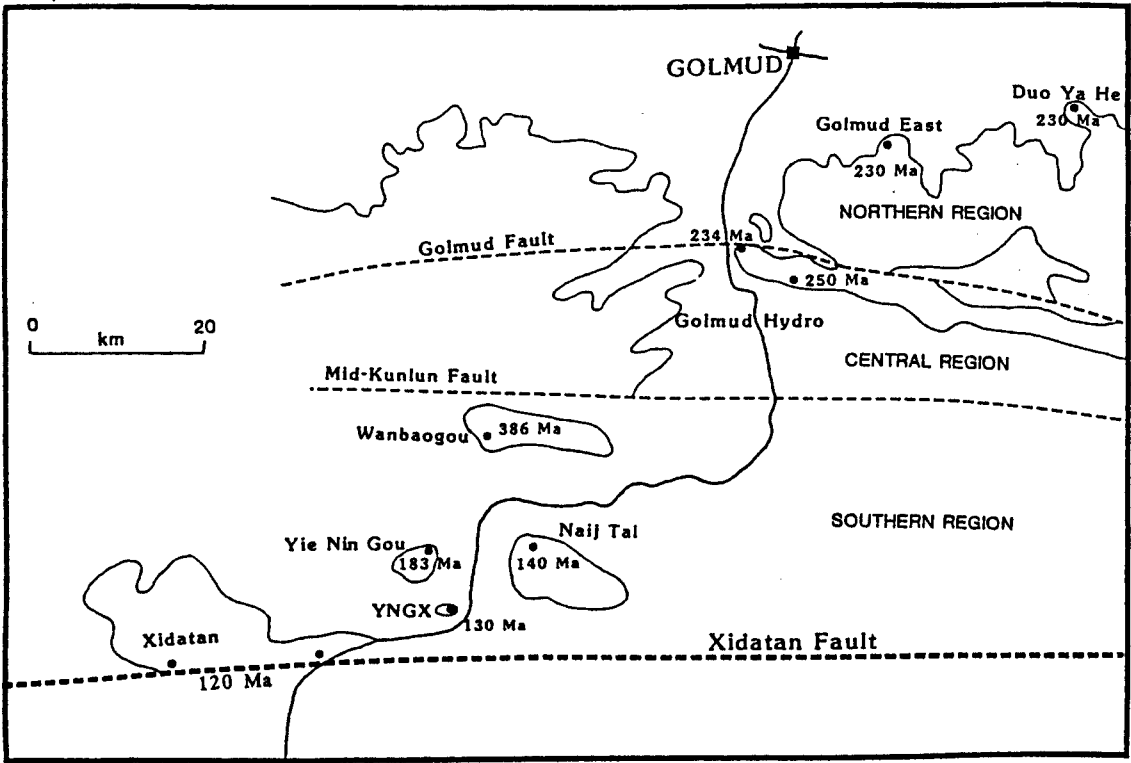 GOLMUD
Duo Ya He
230 Ma
Golmud East
230 Ma
NORTHERN REGION
234 Ma
Golmud Fault
250 Ma
0 20
km
Golmud Hydro
CENTRAL REGION
Mid-Kunlun Fault
386 Ma
Wanbaogou
SOUTHERN REGION
Naij Tal
Yie Nin Gou
183 Ma
140 Ma
YNGX
130 Ma
Xidatan
Xidatan Fault
120 Ma